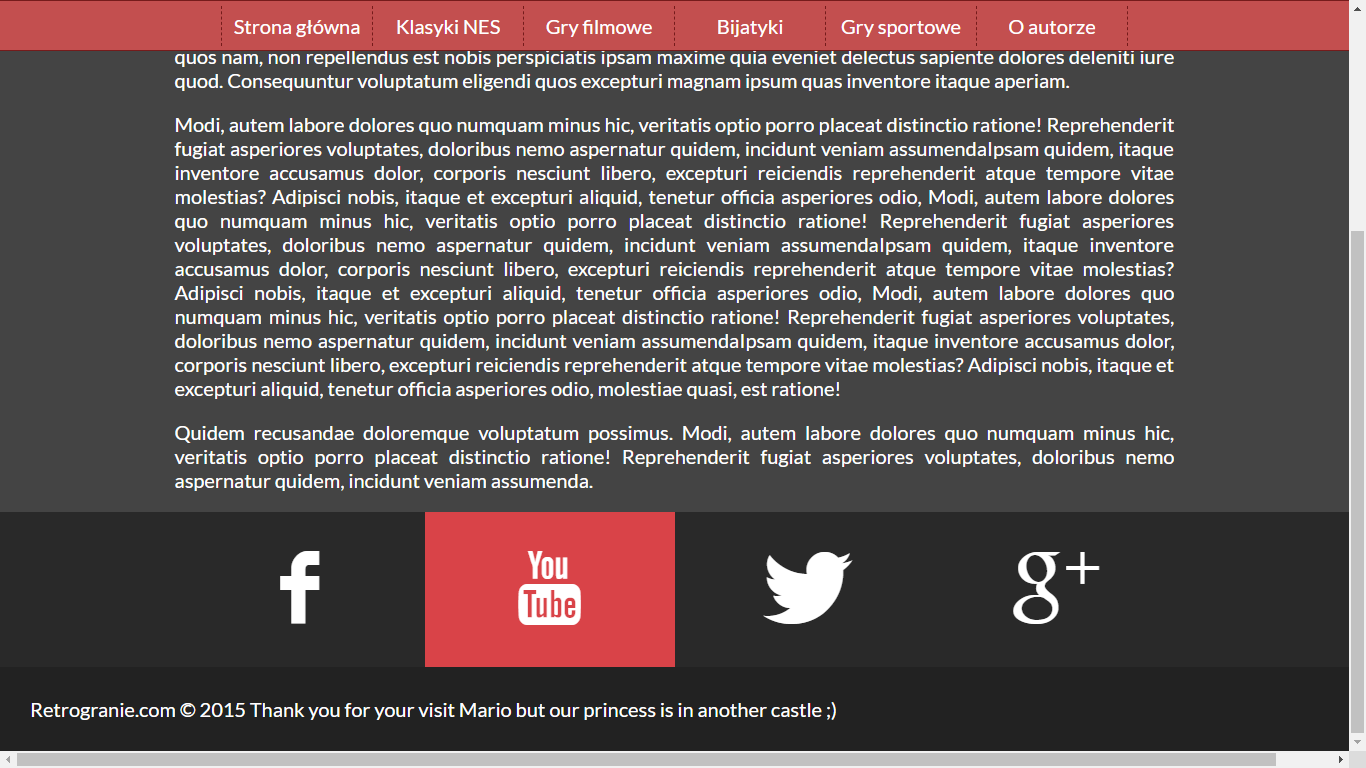 Strona główna Klasyki NES Gry filmowe Bijatyki Gry sportowe O autorze
quos nam, non repellendus est nobis perspiciatis ipsam maxime quia eveniet delectus sapiente dolores deleniti iure
quod. Consequuntur voluptatum eligendi quos excepturi magnam ipsum quas inventore itaque aperiam.
Modi, autem labore dolores quo numquam minus hic, veritatis optio porro placeat distinctio ratione! Reprehenderit
fugiat asperiores voluptates, doloribus nemo aspernatur quidem, incidunt veniam assumendaIpsam quidem, itaque
inventore accusamus dolor, corporis nesciunt libero, excepturi reiciendis reprehenderit atque tempore vitae
molestias? Adipisci nobis, itaque et excepturi aliquid, tenetur officia asperiores odio, Modi, autem labore dolores
quo numquam minus hic, veritatis optio porro placeat distinctio ratione! Reprehenderit fugiat asperiores
voluptates, doloribus nemo aspernatur quidem, incidunt veniam assumendaIpsam quidem, itaque inventore
accusamus dolor, corporis nesciunt libero, excepturi reiciendis reprehenderit atque tempore vitae molestias?
Adipisci nobis, itaque et excepturi aliquid, tenetur officia asperiores odio, Modi, autem labore dolores quo
numquam minus hic, veritatis optio porro placeat distinctio ratione! Reprehenderit fugiat asperiores voluptates,
doloribus nemo aspernatur quidem, incidunt veniam assumendaIpsam quidem, itaque inventore accusamus dolor,
corporis nesciunt libero, excepturi reiciendis reprehenderit atque tempore vitae molestias? Adipisci nobis, itaque et
excepturi aliquid, tenetur officia asperiores odio, molestiae quasi, est ratione!
Quidem recusandae doloremque voluptatum possimus. Modi, autem labore dolores quo numquam minus hic,
veritatis optio porro placeat distinctio ratione! Reprehenderit fugiat asperiores voluptates, doloribus nemo
aspernatur quidem, incidunt veniam assumenda.
f You g+
Tube
Retrogranie.com © 2015 Thank you for your visit Mario but our princess is in another castle ;)